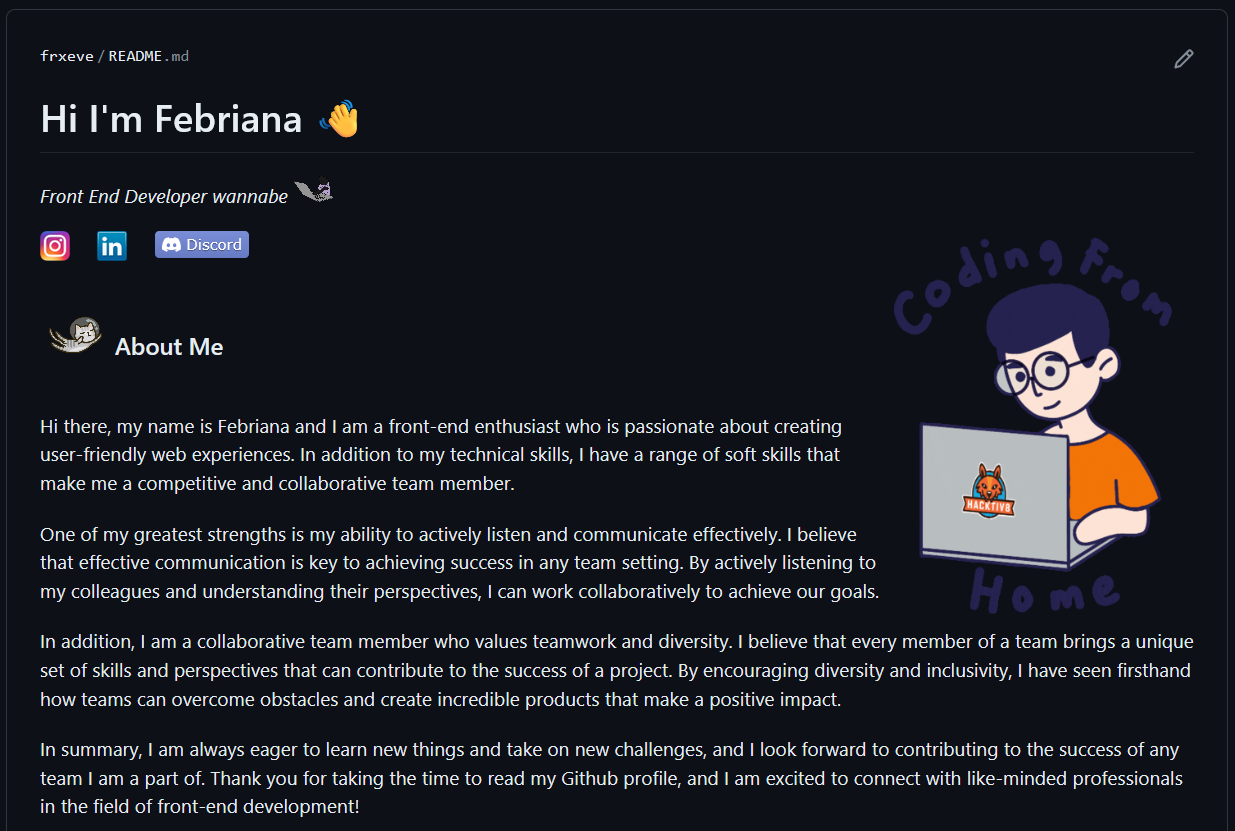 frxeve / README.md
Hi I'm Febriana
Front End Developer wannabe
in
Discord
Coding From
About Me
Hi there, my name is Febriana and I am a front-end enthusiast who is passionate about creating
user-friendly web experiences. In addition to my technical skills, I have a range of soft skills that
make me a competitive and collaborative team member.
HACKTIV8
One of my greatest strengths is my ability to actively listen and communicate effectively. I believe
that effective communication is key to achieving success in any team setting. By actively listening to
my colleagues and understanding their perspectives, I can work collaboratively to achieve our goals.
Home
In addition, I am a collaborative team member who values teamwork and diversity. I believe that every member of a team brings a unique
set of skills and perspectives that can contribute to the success of a project. By encouraging diversity and inclusivity, I have seen firsthand
how teams can overcome obstacles and create incredible products that make a positive impact.
In summary, I am always eager to learn new things and take on new challenges, and I look forward to contributing to the success of any
team I am a part of. Thank you for taking the time to read my Github profile, and I am excited to connect with like-minded professionals
in the field of front-end development!